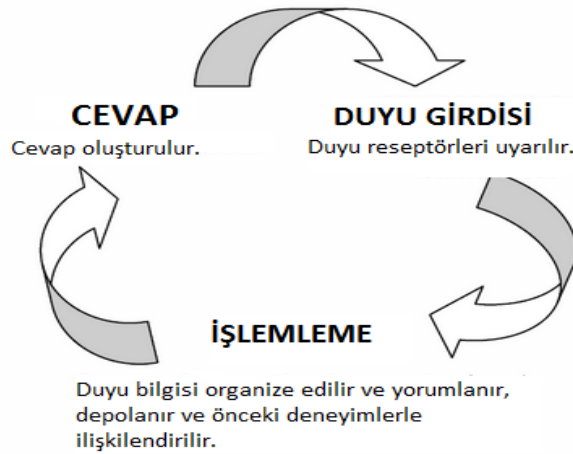 CEVAP
Cevap oluşturulur.
DUYU GİRDİSİ
Duyu reseptörleri uyarılır.
İŞLEMLEME
Duyu bilgisi organize edilir ve yorumlanır,
depolanır ve önceki deneyimlerle
ilişkilendirilir.